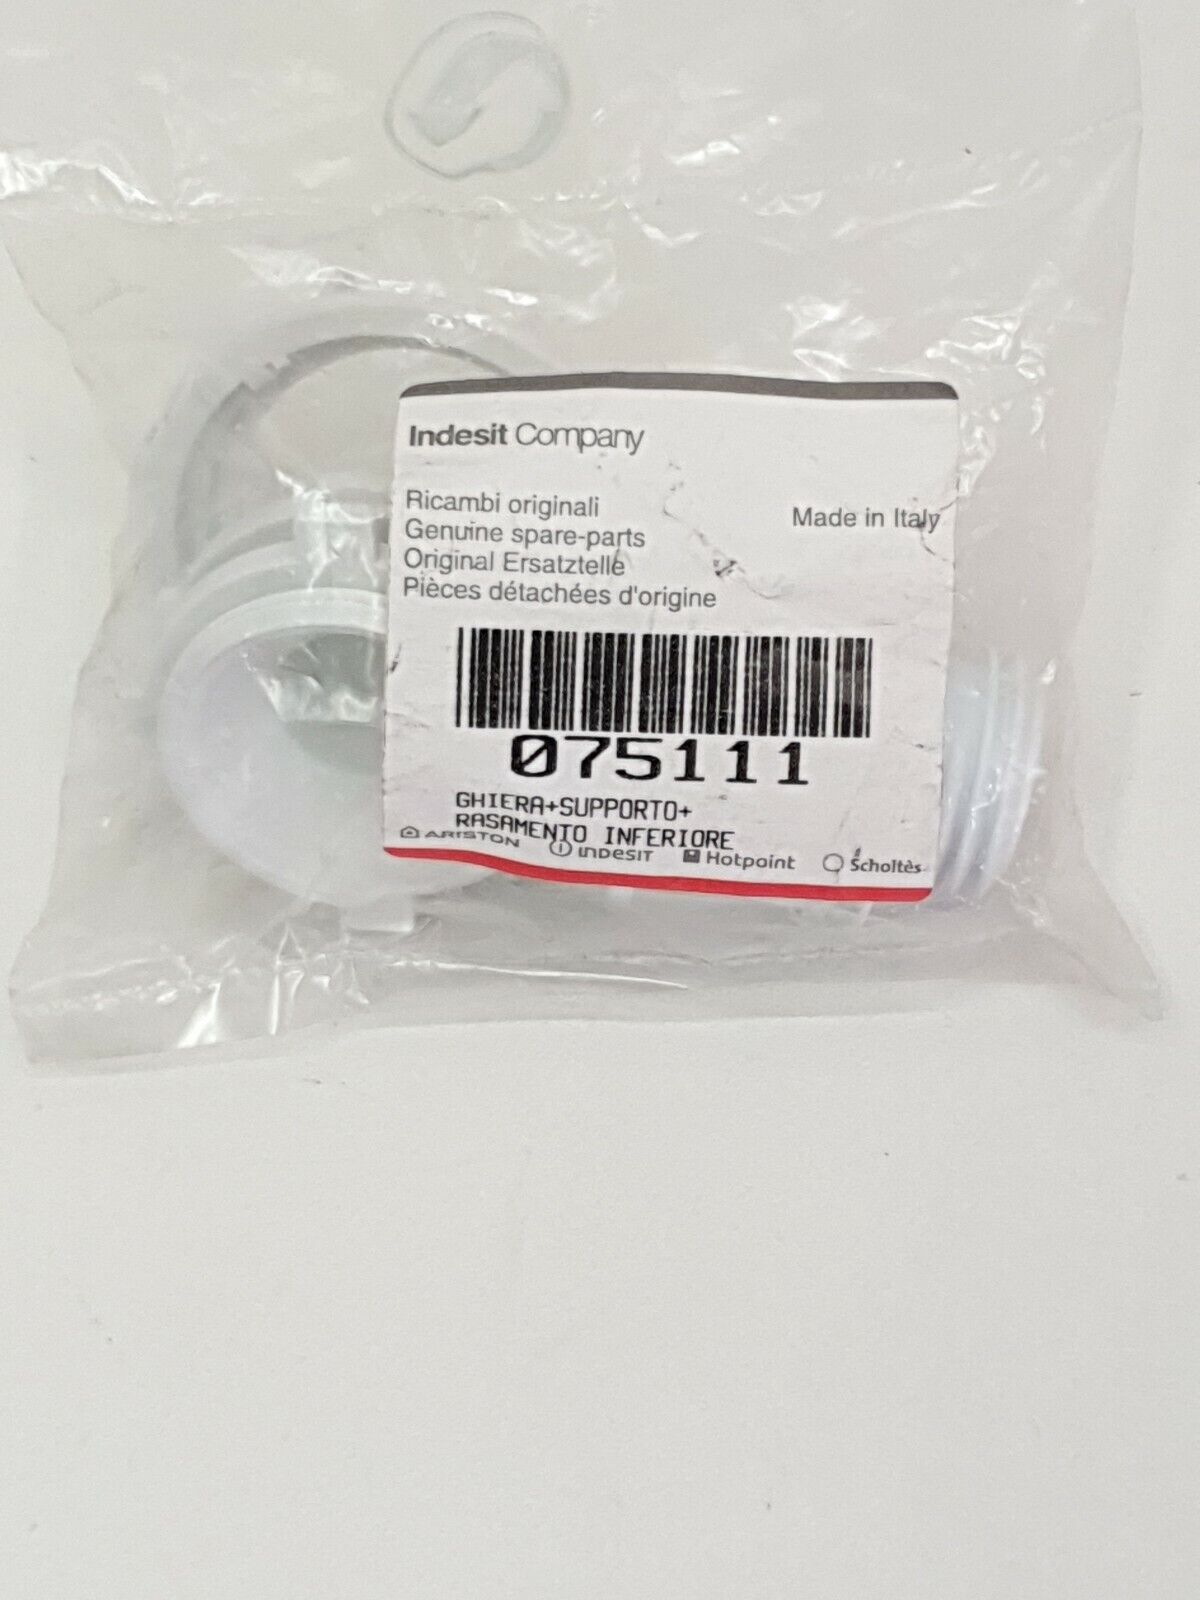 Indesit Company
Ricambi originali
Genuine spare-parts
Original Ersatzteile
Pièces détachées d'origine
Made in Italy
075111
GHIERA+SUPPORTO+
RASAMENTO INFERIORE
ARISTON
INDESIT
Hotpoint
Scholtès